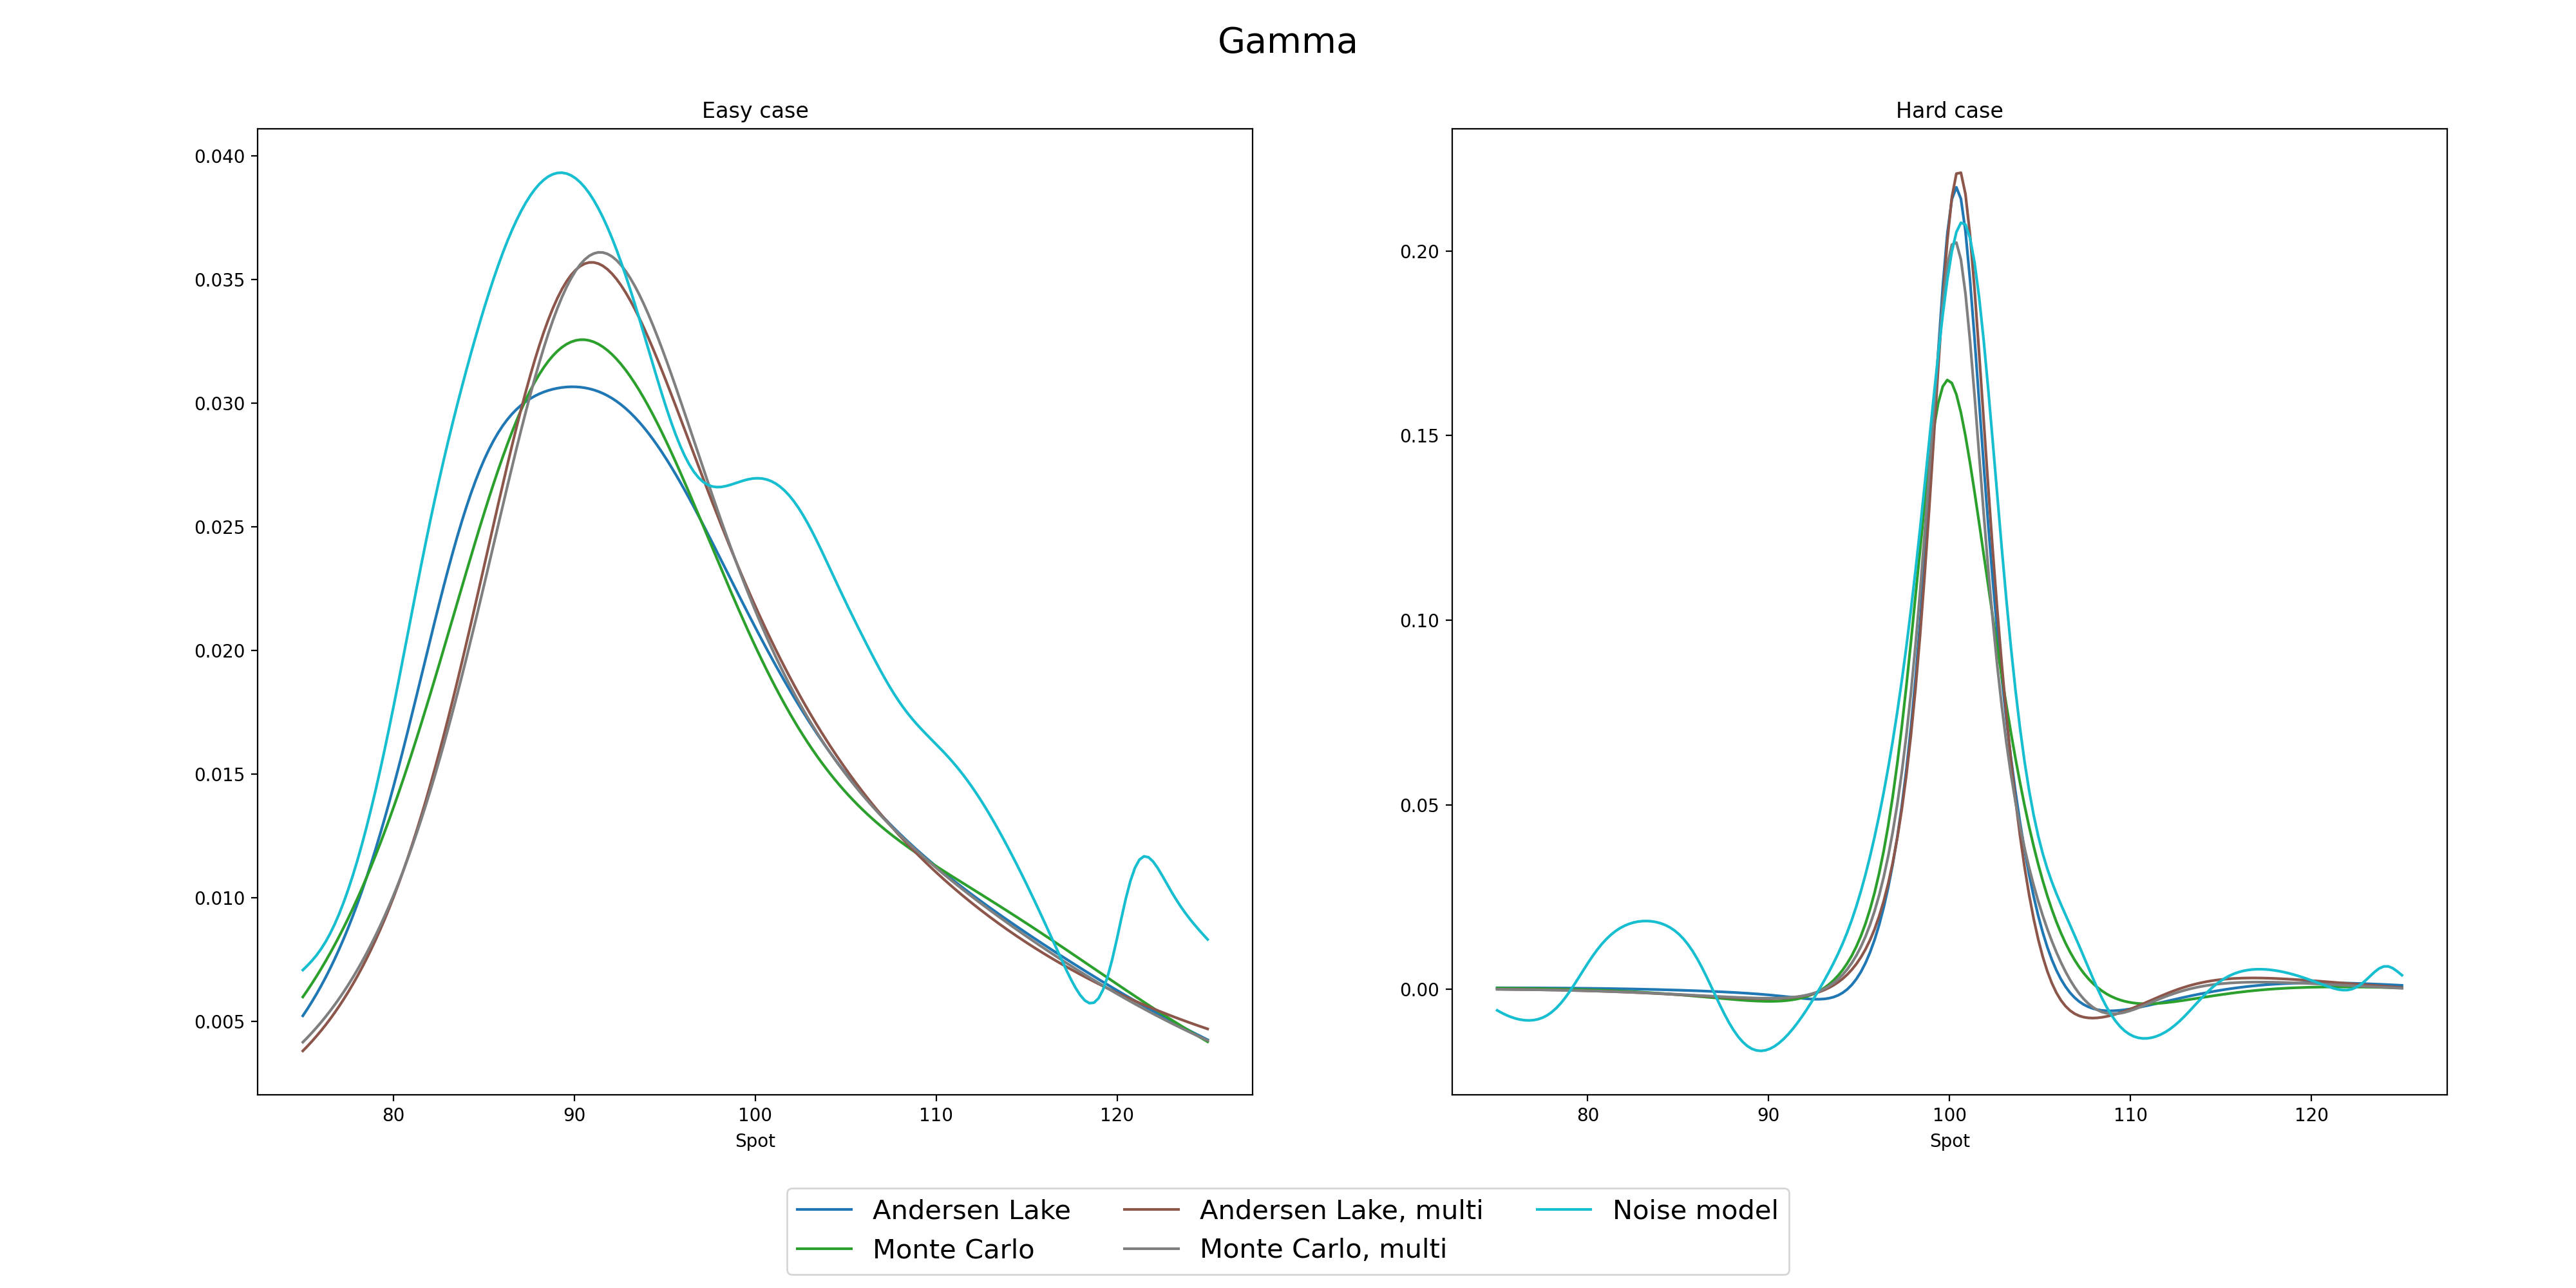 Gamma
Easy case
0.040
0.035
0.030
0.025
0.020
0.015
0.010
0.005
80 90 100 110 120
Spot
Hard case
0.20
0.15
0.10
0.05
0.00
80 90 100 110 120
Spot
Andersen Lake
Monte Carlo
Andersen Lake, multi
Monte Carlo, multi
Noise model